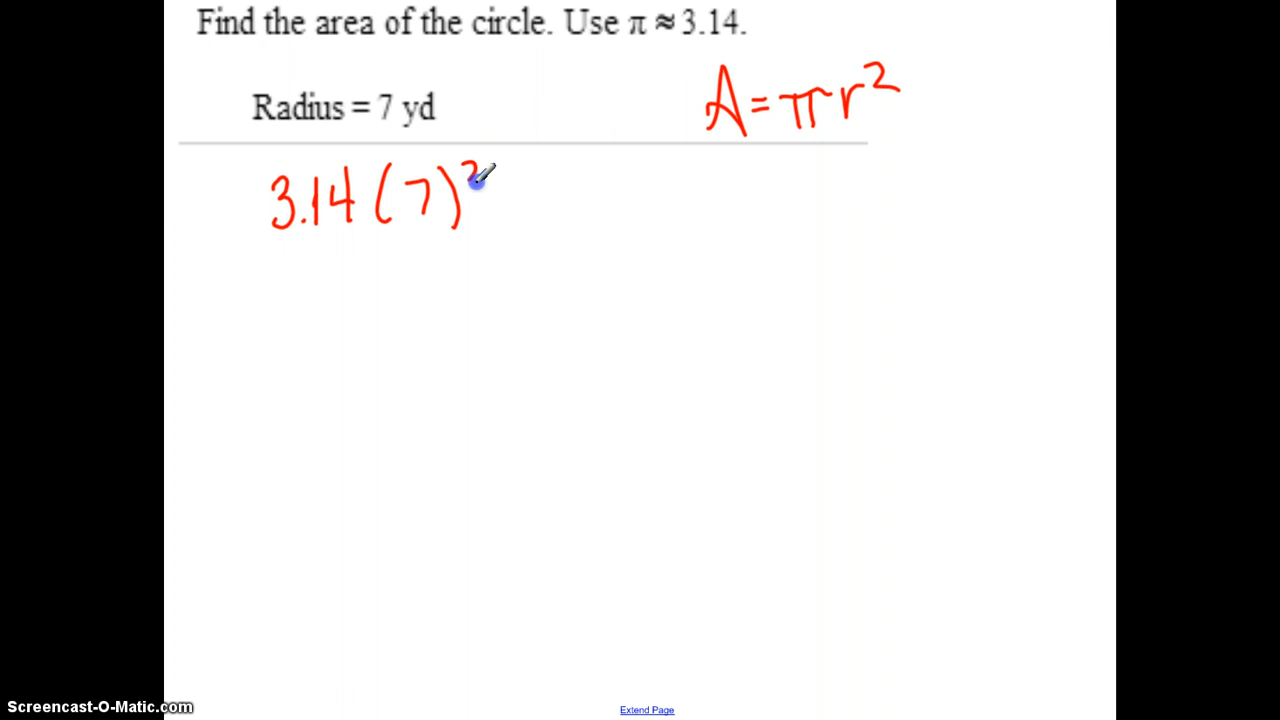 Find the area of the circle. Use π ≈ 3.14.
Radius = 7 yd
A = πr²
3.14 (7)²
Screencast-O-Matic.com
Extend Page